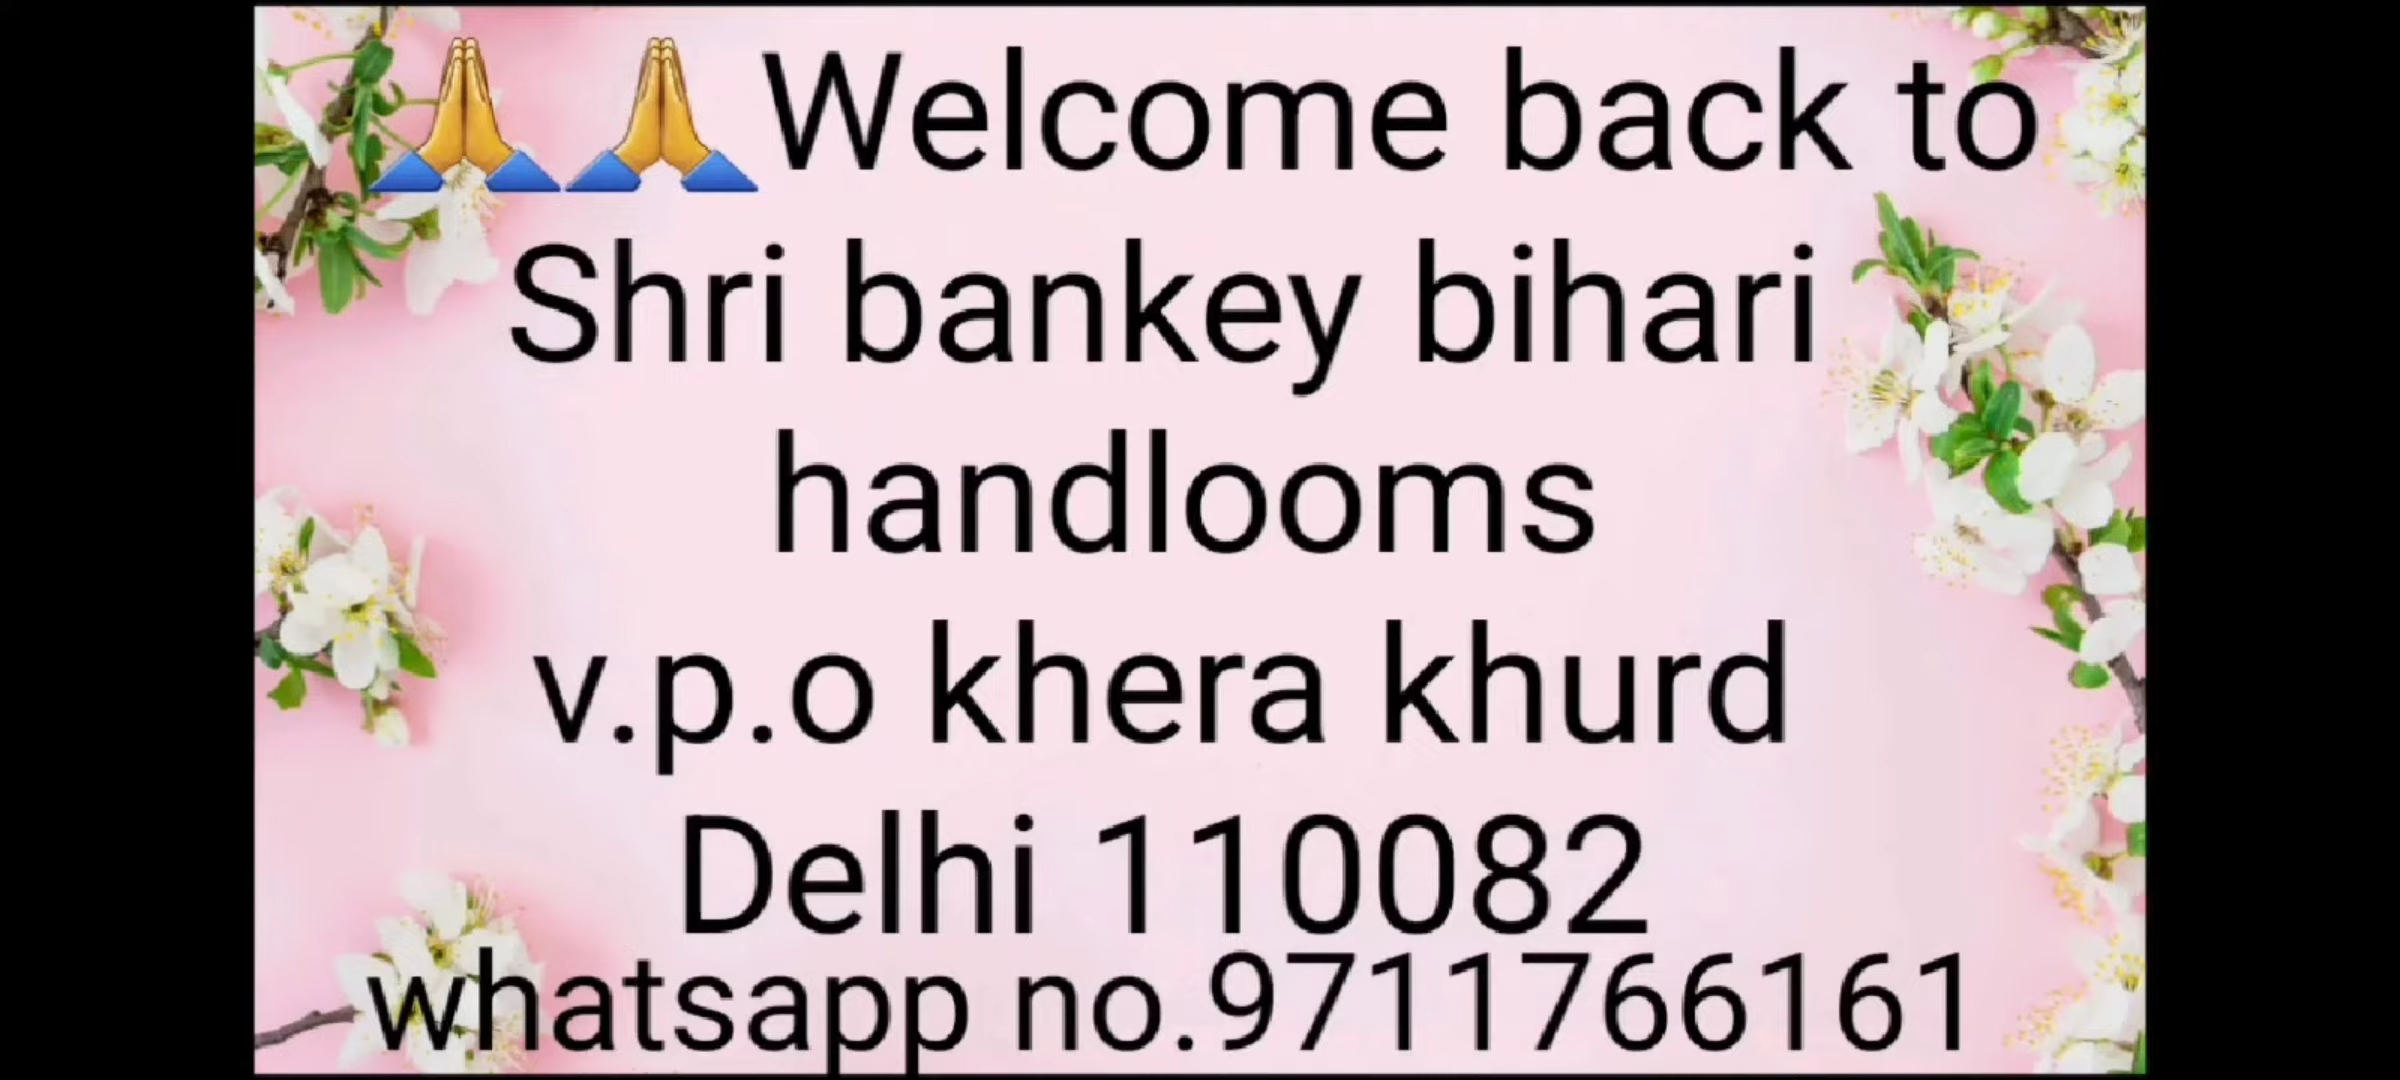 🙏🙏Welcome back to
Shri bankey bihari
handlooms
v.p.o khera khurd
Delhi 110082
whatsapp no.9711766161